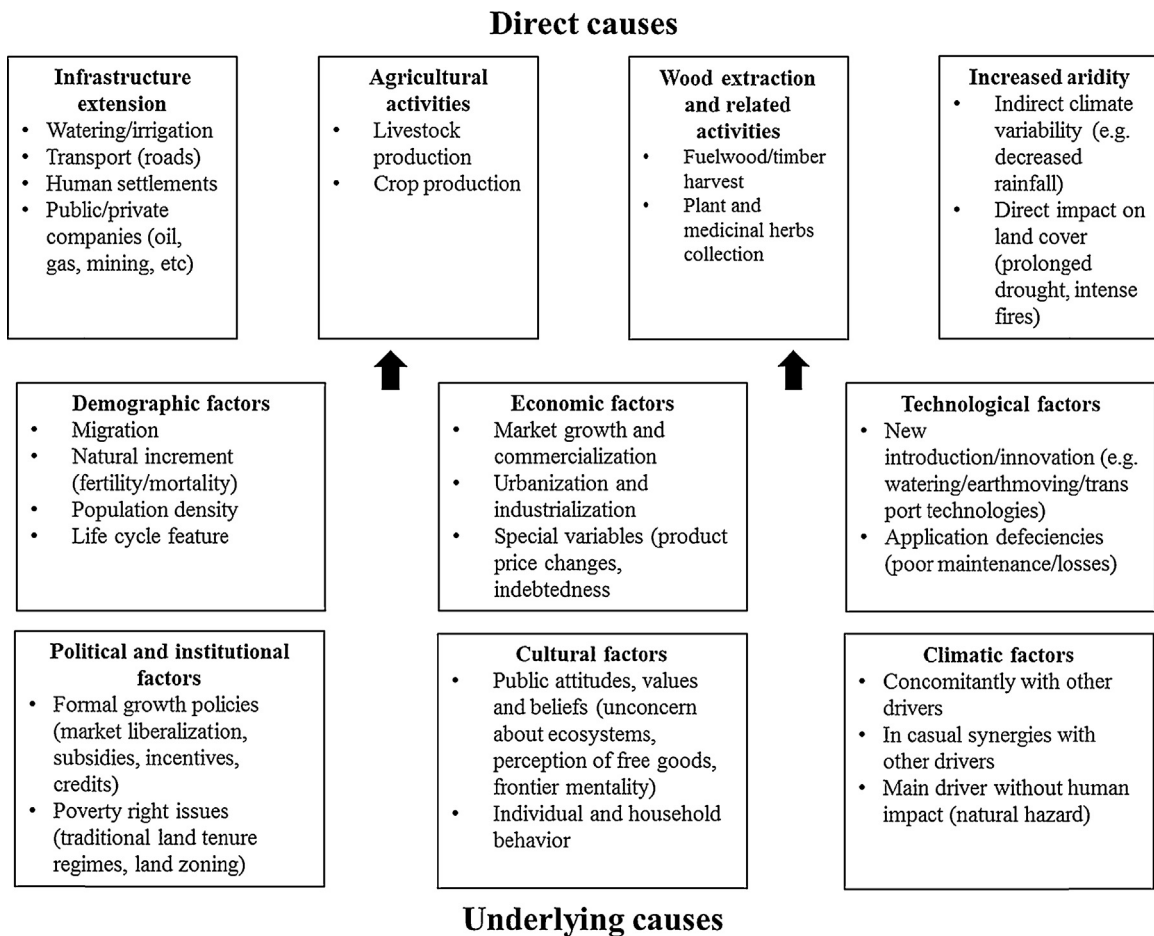 Direct causes
Infrastructure
extension
• Watering/irrigation
• Transport (roads)
• Human settlements
• Public/private
companies (oil,
gas, mining, etc)
Agricultural
activities
• Livestock
production
• Crop production
Wood extraction
and related
activities
• Fuelwood/timber
harvest
• Plant and
medicinal herbs
collection
Increased aridity
• Indirect climate
variability (e.g.
decreased
rainfall)
• Direct impact on
land cover
(prolonged
drought, intense
fires)
Demographic factors
• Migration
• Natural increment
(fertility/mortality)
• Population density
• Life cycle feature
Economic factors
• Market growth and
commercialization
• Urbanization and
industrialization
• Special variables (product
price changes,
indebtedness
Technological factors
• New
introduction/innovation (e.g.
watering/earthmoving/trans
port technologies)
• Application defeciencies
(poor maintenance/losses)
Political and institutional
factors
• Formal growth policies
(market liberalization,
subsidies, incentives,
credits)
• Poverty right issues
(traditional land tenure
regimes, land zoning)
Cultural factors
• Public attitudes, values
and beliefs (unconcern
about ecosystems,
perception of free goods,
frontier mentality)
• Individual and household
behavior
Climatic factors
• Concomitantly with other
drivers
• In casual synergies with
other drivers
• Main driver without human
impact (natural hazard)
Underlying causes